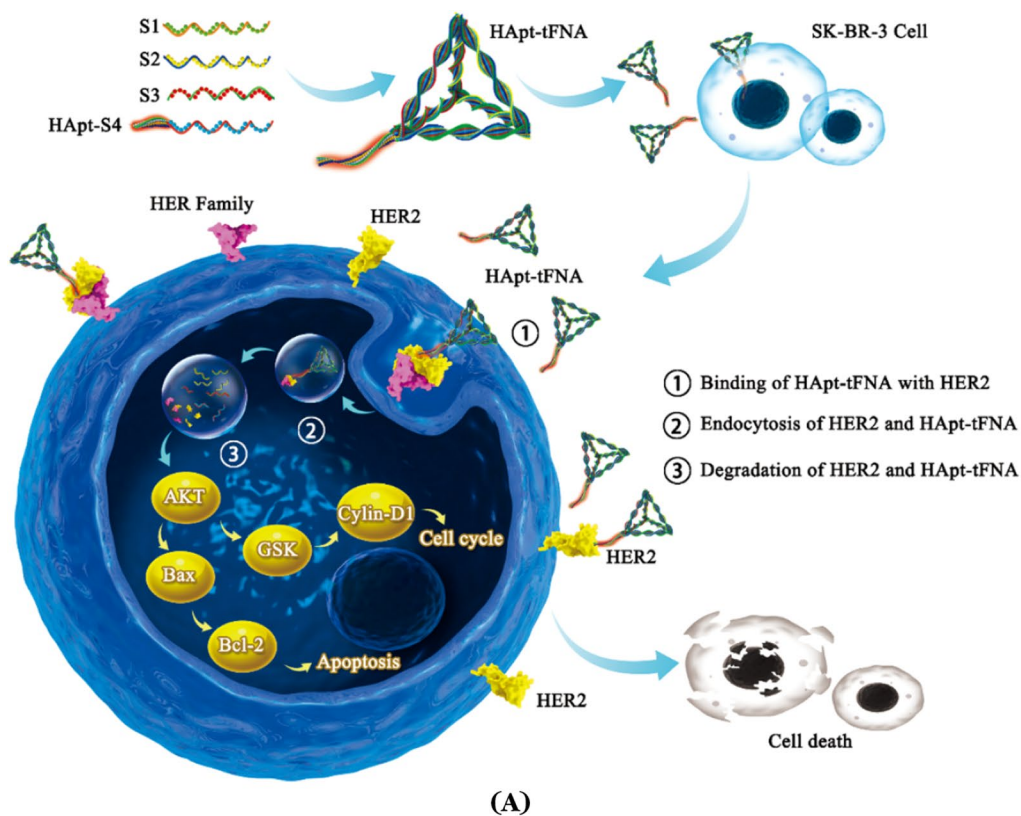 S1
S2
S3
HApt-S4
HApt-tFNA
SK-BR-3 Cell
HER Family
HER2
HApt-tFNA
1
1 Binding of HApt-tFNA with HER2
2 Endocytosis of HER2 and HApt-tFNA
3 Degradation of HER2 and HApt-tFNA
2
3
AKT
Cylin-D1
GSK
Cell cycle
Bax
Bcl-2
Apoptosis
HER2
HER2
Cell death
(A)